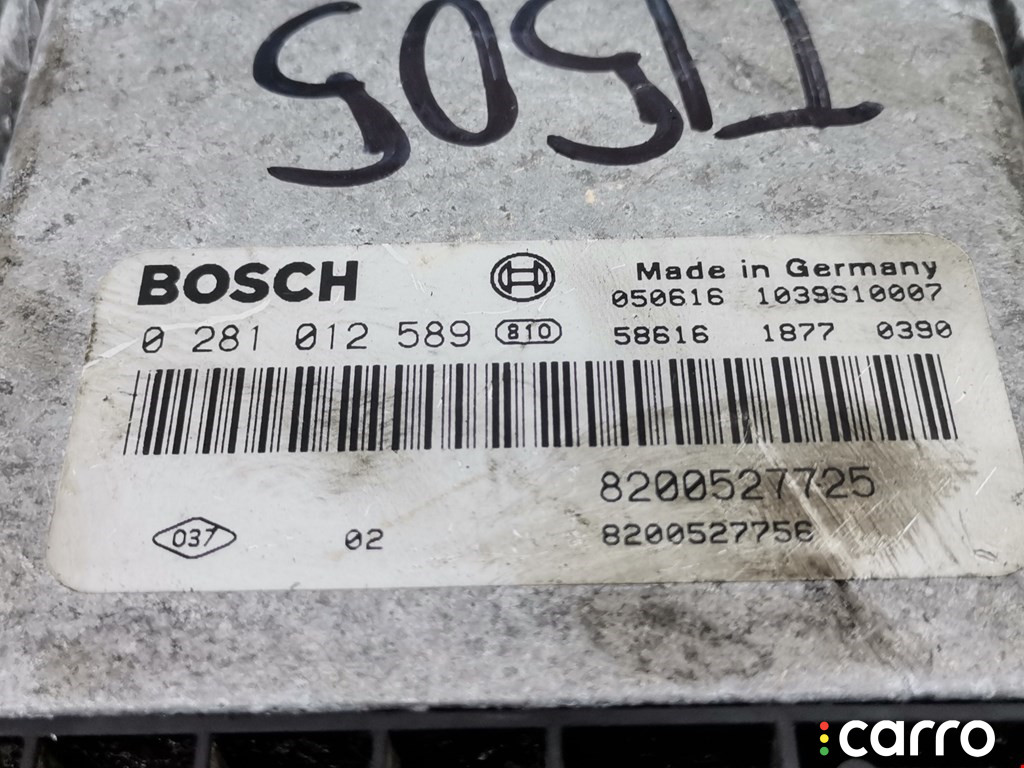 TI505
BOSCH
Made in Germany
050616 1039S10007
0 281 012 589 810
58616 1877 0390
8200527725
8200527756
037 02
carro